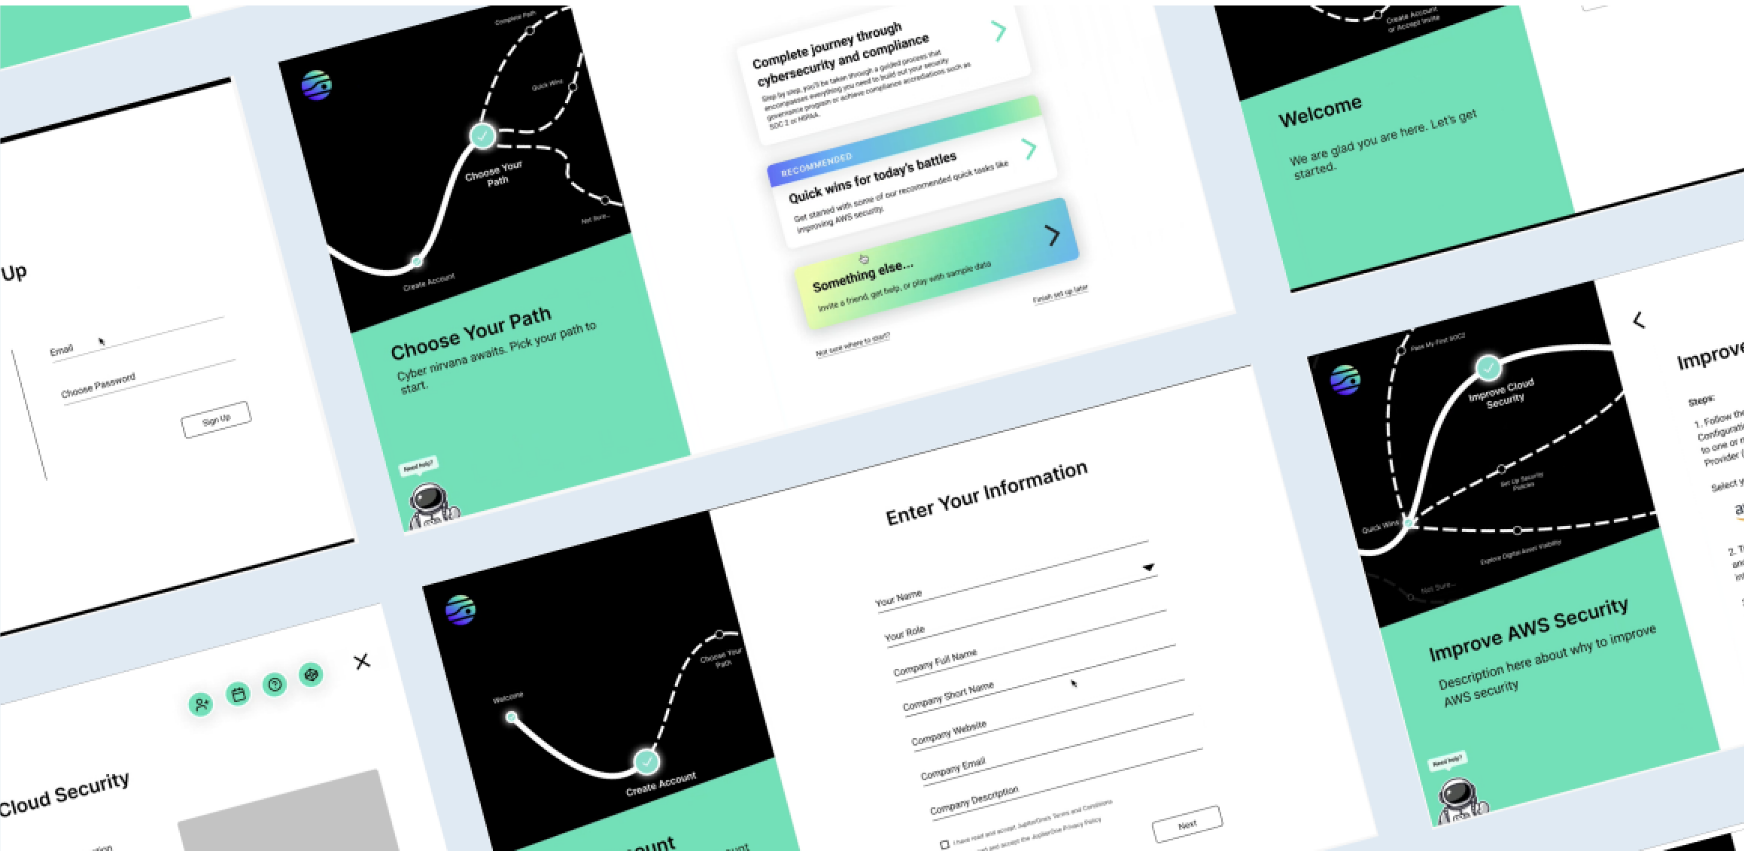 Up
Email
Choose Password
Sign Up
Complete Path
Quick Wins
Choose Your
Path
Not Sure...
Create Account
Choose Your Path
Cyber nirvana awaits. Pick your path to
start.
Need help?
Complete journey through
cybersecurity and compliance
Step by step, you'll be taken through a guided process that
encompasses everything you need to build out your security
governance program or achieve compliance accreditations such as
SOC 2 or HIPAA.
RECOMMENDED
Quick wins for today's battles
Get started with some of our recommended quick tasks like
improving AWS security.
Something else...
Invite a friend, get help, or play with sample data
Not sure where to start?
Finish set up later
Create Account
or Accept Invite
Welcome
We are glad you are here. Let's get
started.
Cloud Security
Welcome
Choose Your
Path
Create Account
Enter Your Information
Your Name
Your Role
Company Full Name
Company Short Name
Company Website
Company Email
Company Description
I have read and accept JupiterOne's Terms and Conditions
and accept the JupiterOne Privacy Policy
Next
Pass My First SOC2
Improve Cloud
Security
Set Up Security
Policies
Quick Wins
Explore Digital Asset Visibility
Not Sure...
Improve AWS Security
Description here about why to improve
AWS security
Need help?
Improve
Steps:
1. Follow the
to one or
Provider
Select
2.